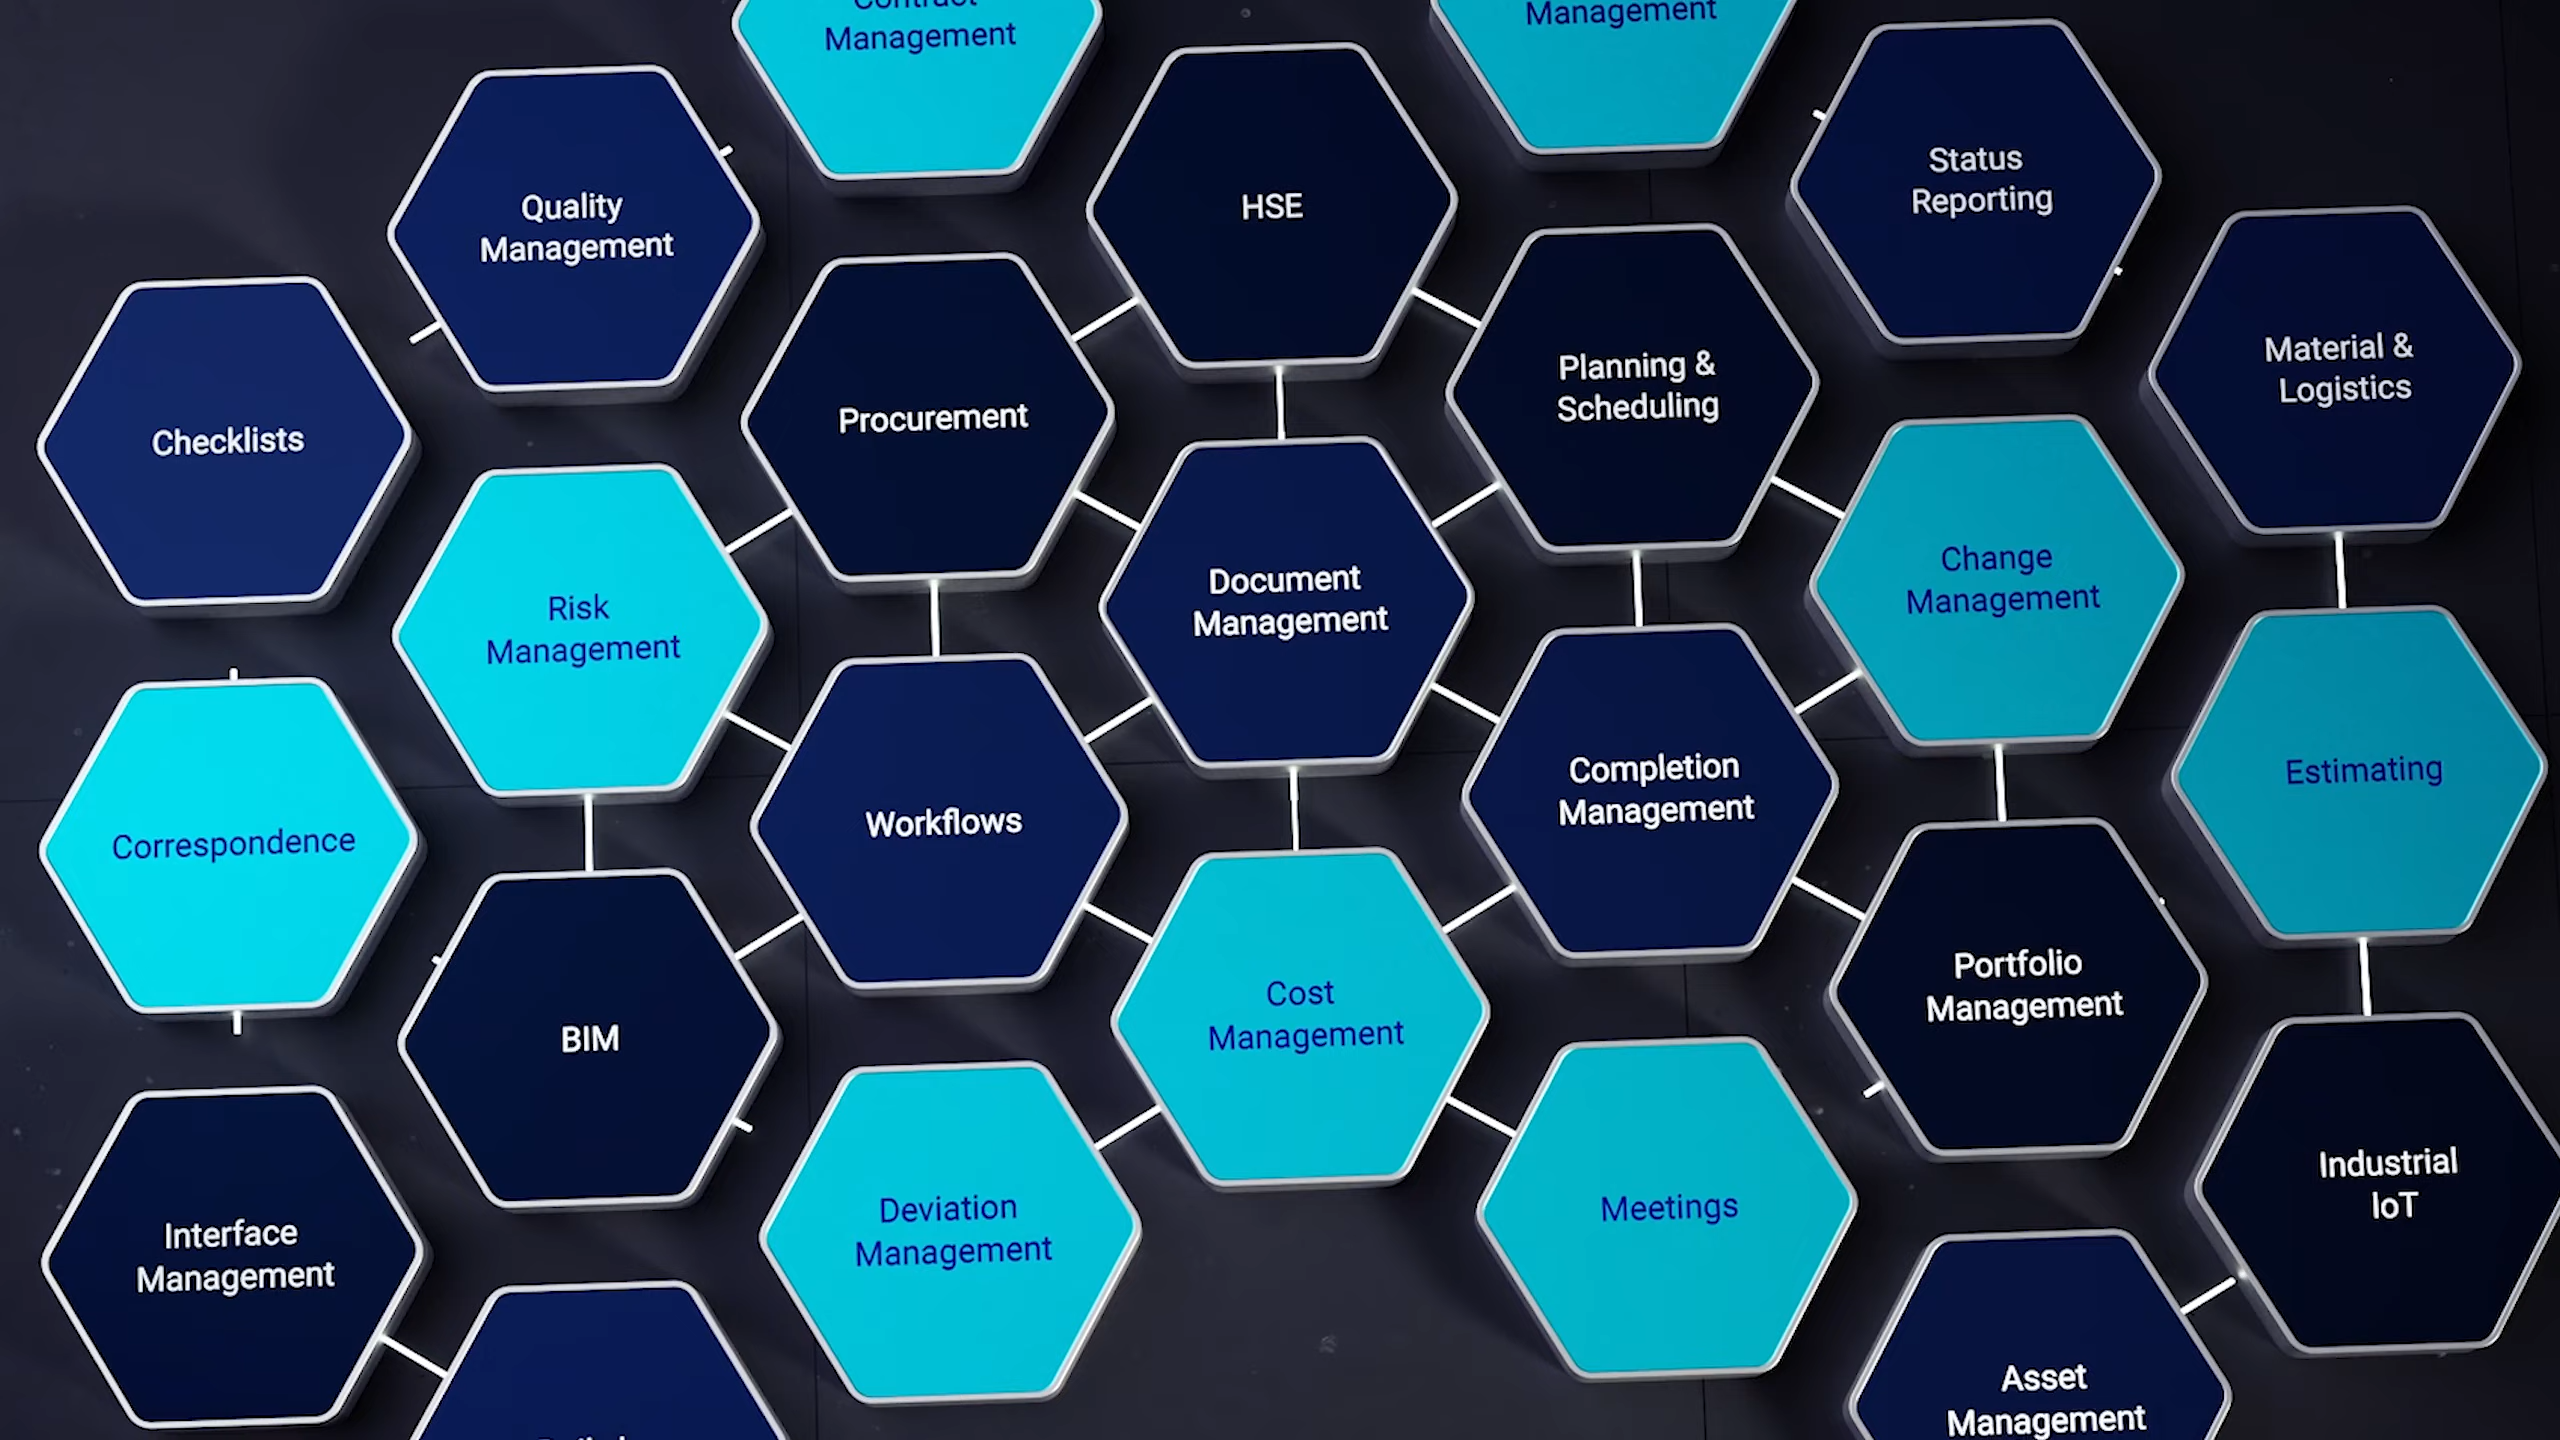 Contract
Management
Management
Status
Reporting
Quality
Management
HSE
Material &
Logistics
Planning &
Scheduling
Procurement
Checklists
Change
Management
Document
Management
Risk
Management
Estimating
Completion
Management
Workflows
Correspondence
Portfolio
Management
Cost
Management
BIM
Industrial
IoT
Meetings
Deviation
Management
Interface
Management
Asset
Management